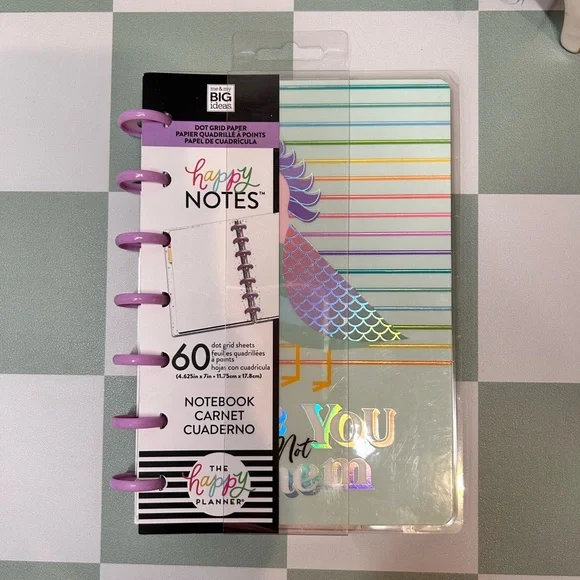 me & my
BIG
ideas.
DOT GRID PAPER
PAPIER QUADRILLÉ À POINTS
PAPEL DE CUADRÍCULA
happy
NOTES™
60
dot grid sheets
feuilles quadrillées
à points
hojas con cuadrícula
(4.625in x 7in • 11.75cm x 17.8cm)
NOTEBOOK
CARNET
CUADERNO
THE
happy
PLANNER®
YOU
Not